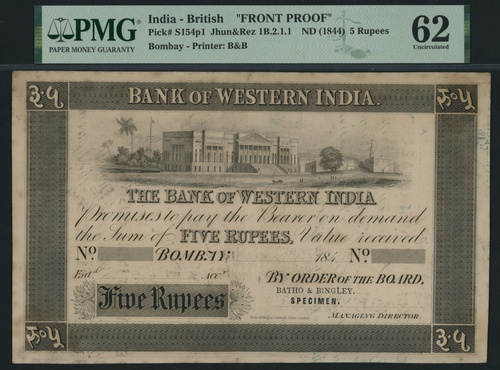 PMG
PAPER MONEY GUARANTY
India - British "FRONT PROOF"
Pick# S154p1 Jhun&Rez 1B.2.1.1 ND (1844) 5 Rupees
Bombay - Printer: B&B
62
Uncirculated
रु०५
BANK OF WESTERN INDIA.
THE BANK OF WESTERN INDIA
Promises to pay the Bearer on demand
the Sum of FIVE RUPEES, Value received
No. No.
BOMBAY 184
Entd. Acct.
BY ORDER OF THE BOARD,
BATHO & BINGLEY.
Five Rupees
SPECIMEN.
MANAGING DIRECTOR.